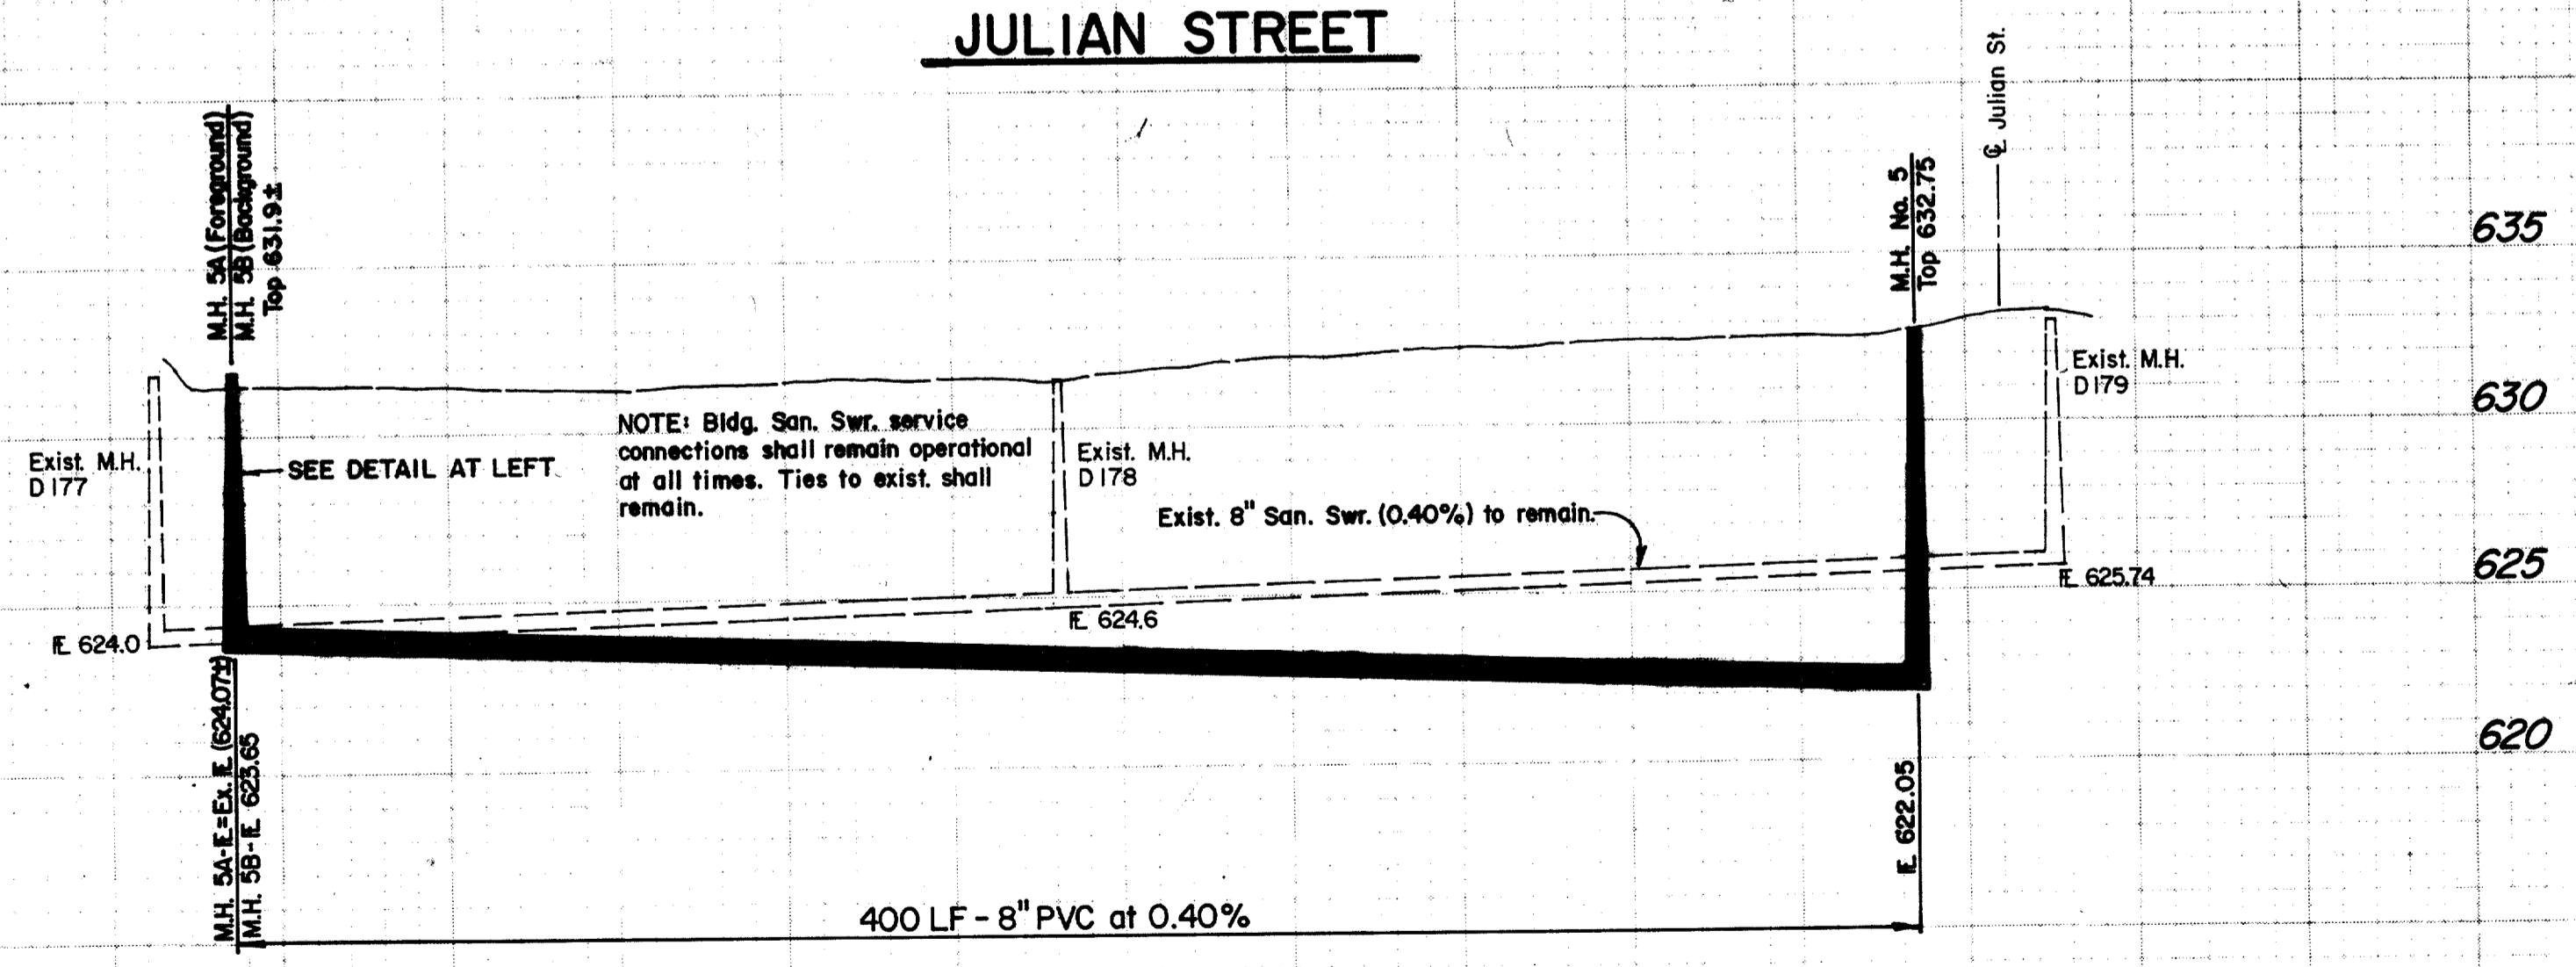 JULIAN STREET
M.H. 5A (Foreground)
M.H. 5B (Background)
Top 631.9±
M.H. No. 5
Top 632.75
℄ Julian St.
635
630
625
620
Exist. M.H.
D177
SEE DETAIL AT LEFT
NOTE: Bldg. San. Swr. service
connections shall remain operational
at all times. Ties to exist. shall
remain.
Exist. M.H.
D178
Exist. 8" San. Swr. (0.40%) to remain.
Exist. M.H.
D179
IE 624.0
IE 624.6
IE 625.74
M.H. 5A-IE=Ex. IE (624.07±)
M.H. 5B-IE 623.65
IE 622.05
400 LF - 8" PVC at 0.40%